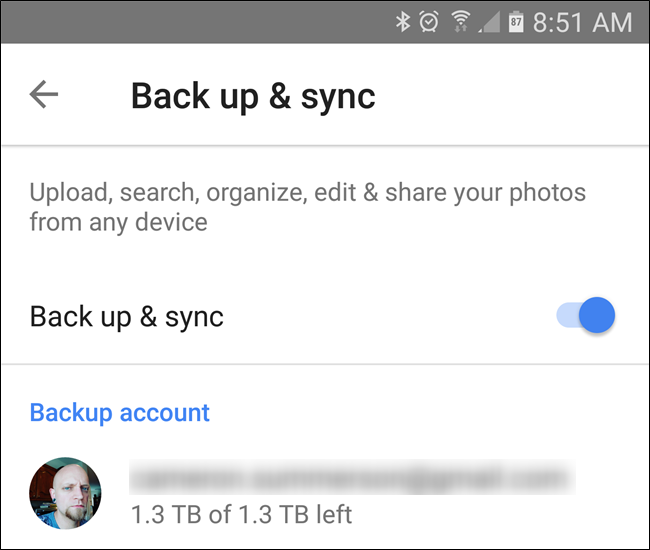 87 8:51 AM
Back up & sync
Upload, search, organize, edit & share your photos
from any device
Back up & sync
Backup account
1.3 TB of 1.3 TB left